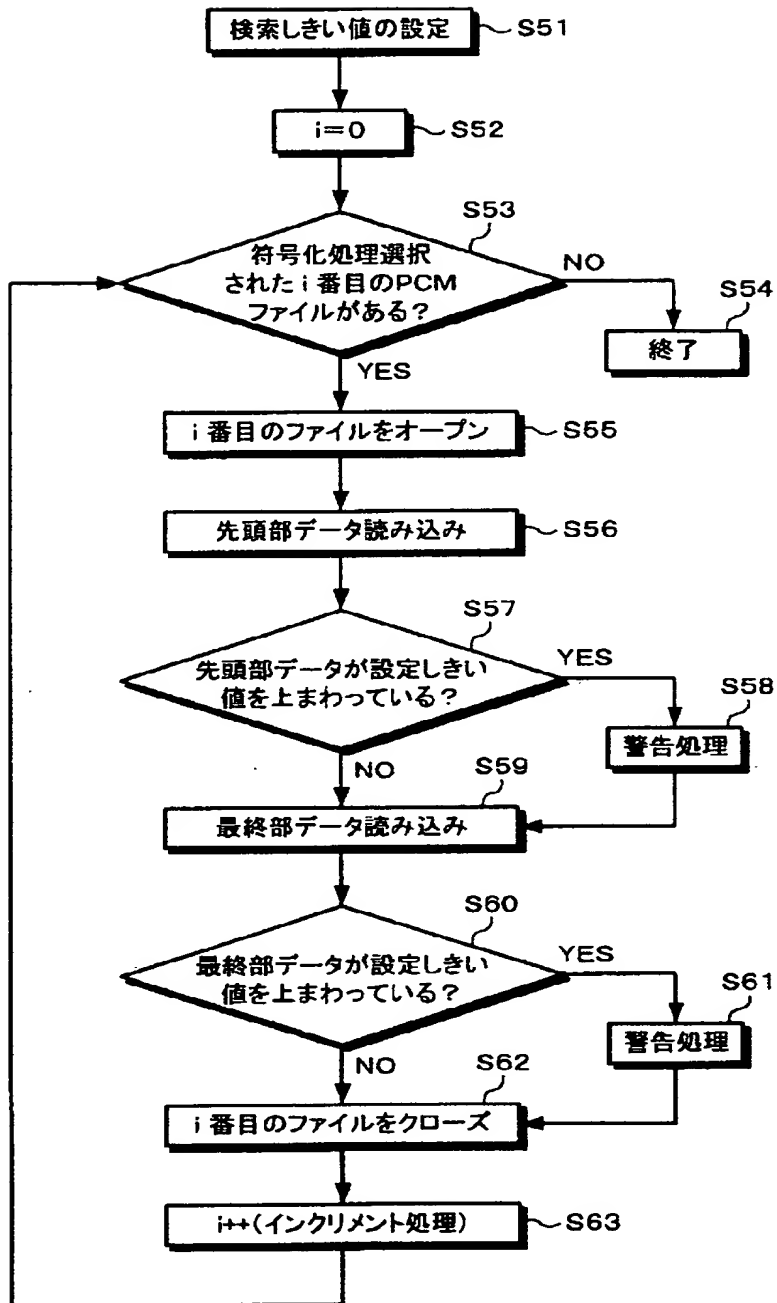 検索しきい値の設定
S51
i=0
S52
S53
符号化処理選択
された i 番目のPCM
ファイルがある?
NO
S54
終了
YES
i 番目のファイルをオープン
S55
先頭部データ読み込み
S56
S57
先頭部データが設定しきい
値を上まわっている?
YES
S58
警告処理
NO
S59
最終部データ読み込み
S60
最終部データが設定しきい
値を上まわっている?
YES
S61
警告処理
NO
S62
i 番目のファイルをクローズ
i++(インクリメント処理)
S63